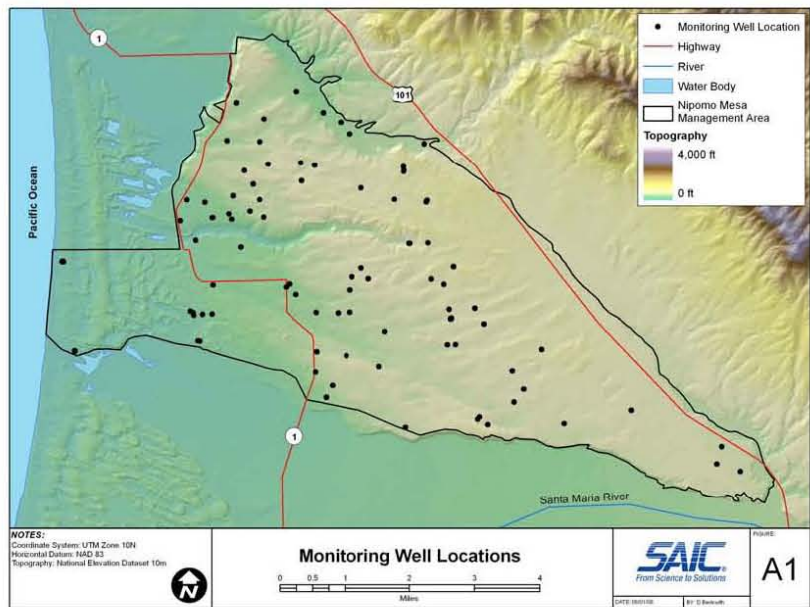 1
101
Pacific Ocean
Monitoring Well Location
Highway
River
Water Body
Nipomo Mesa
Management Area
Topography
4,000 ft
0 ft
1
Santa Maria River
NOTES:
Coordinate System: UTM Zone 10N
Horizontal Datum: NAD 83
Topography: National Elevation Dataset 10m
N
Monitoring Well Locations
0 0.5 1 2 3 4
Miles
SAIC
From Science to Solutions
FIGURE:
A1
DATE:
BY: D Beckwith